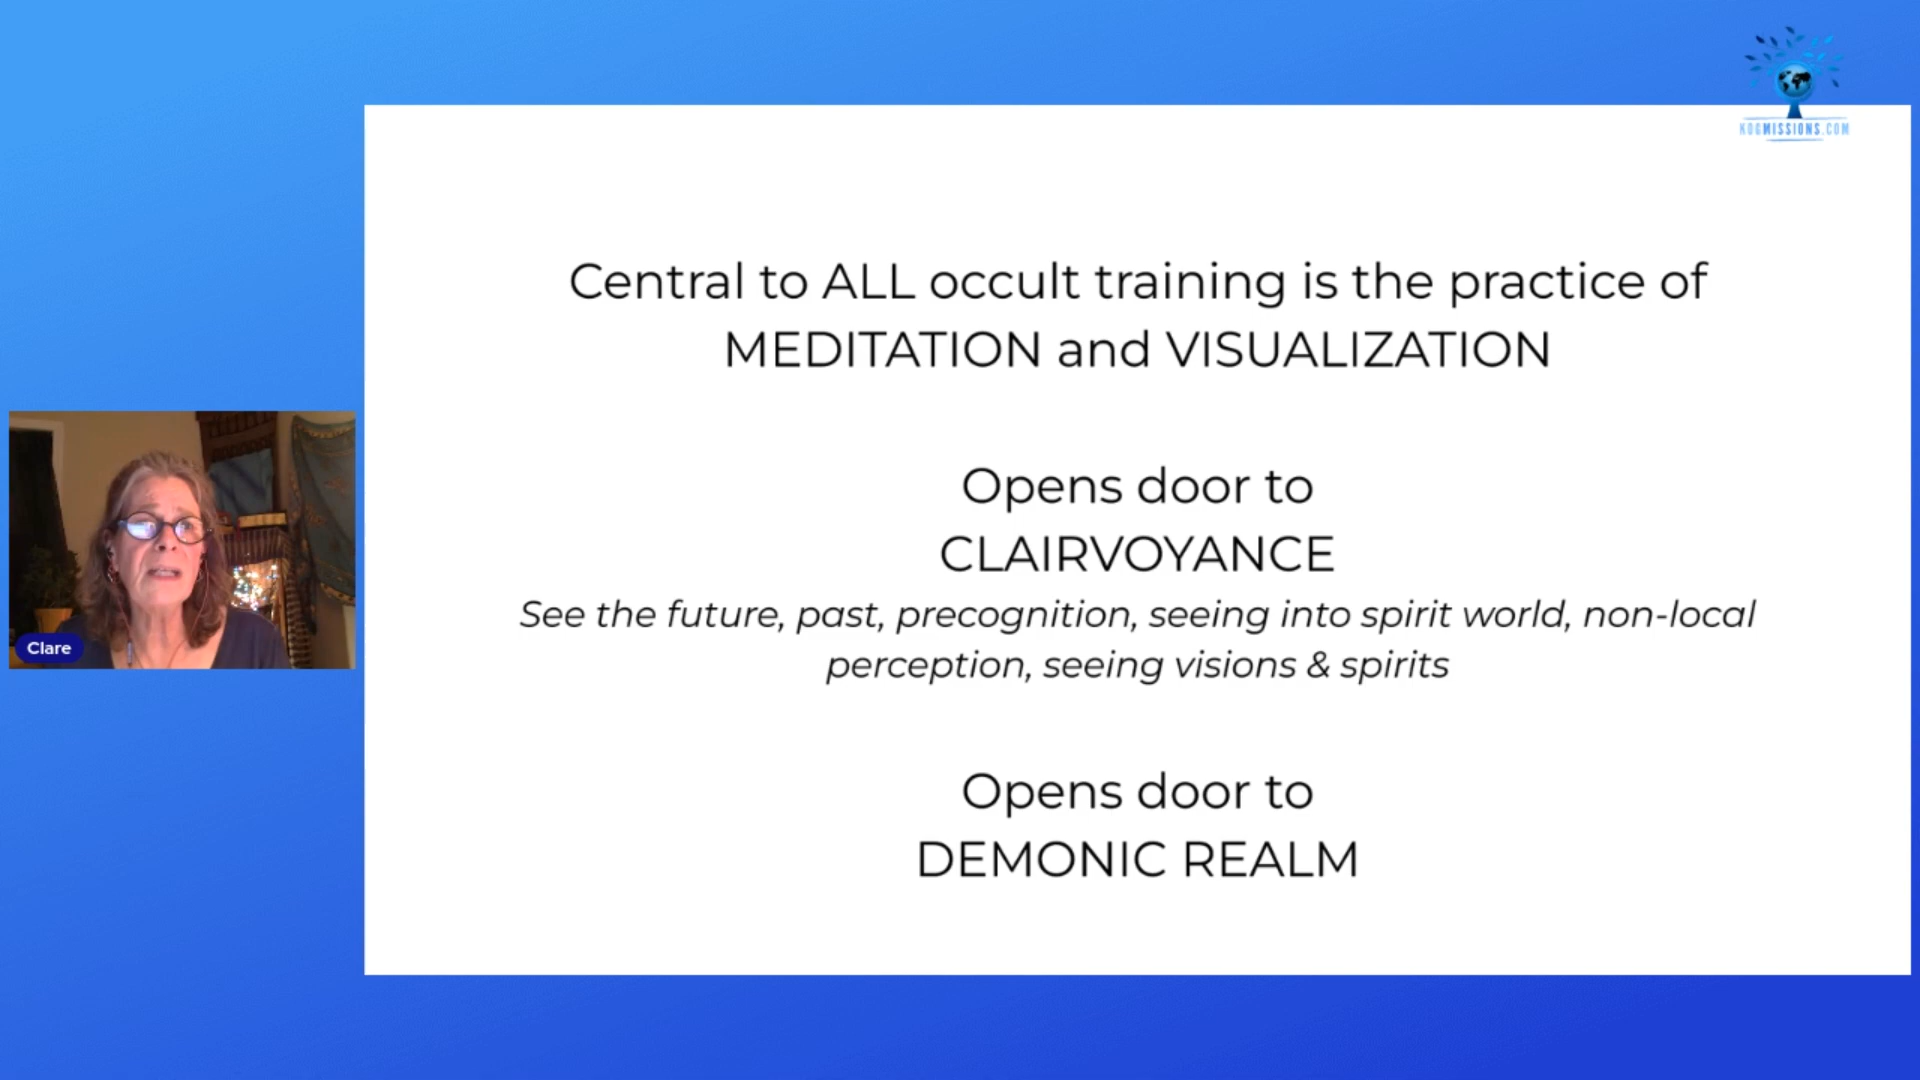 KOGMISSIONS.COM
Central to ALL occult training is the practice of
MEDITATION and VISUALIZATION
Opens door to
CLAIRVOYANCE
See the future, past, precognition, seeing into spirit world, non-local
perception, seeing visions & spirits
Opens door to
DEMONIC REALM
Clare